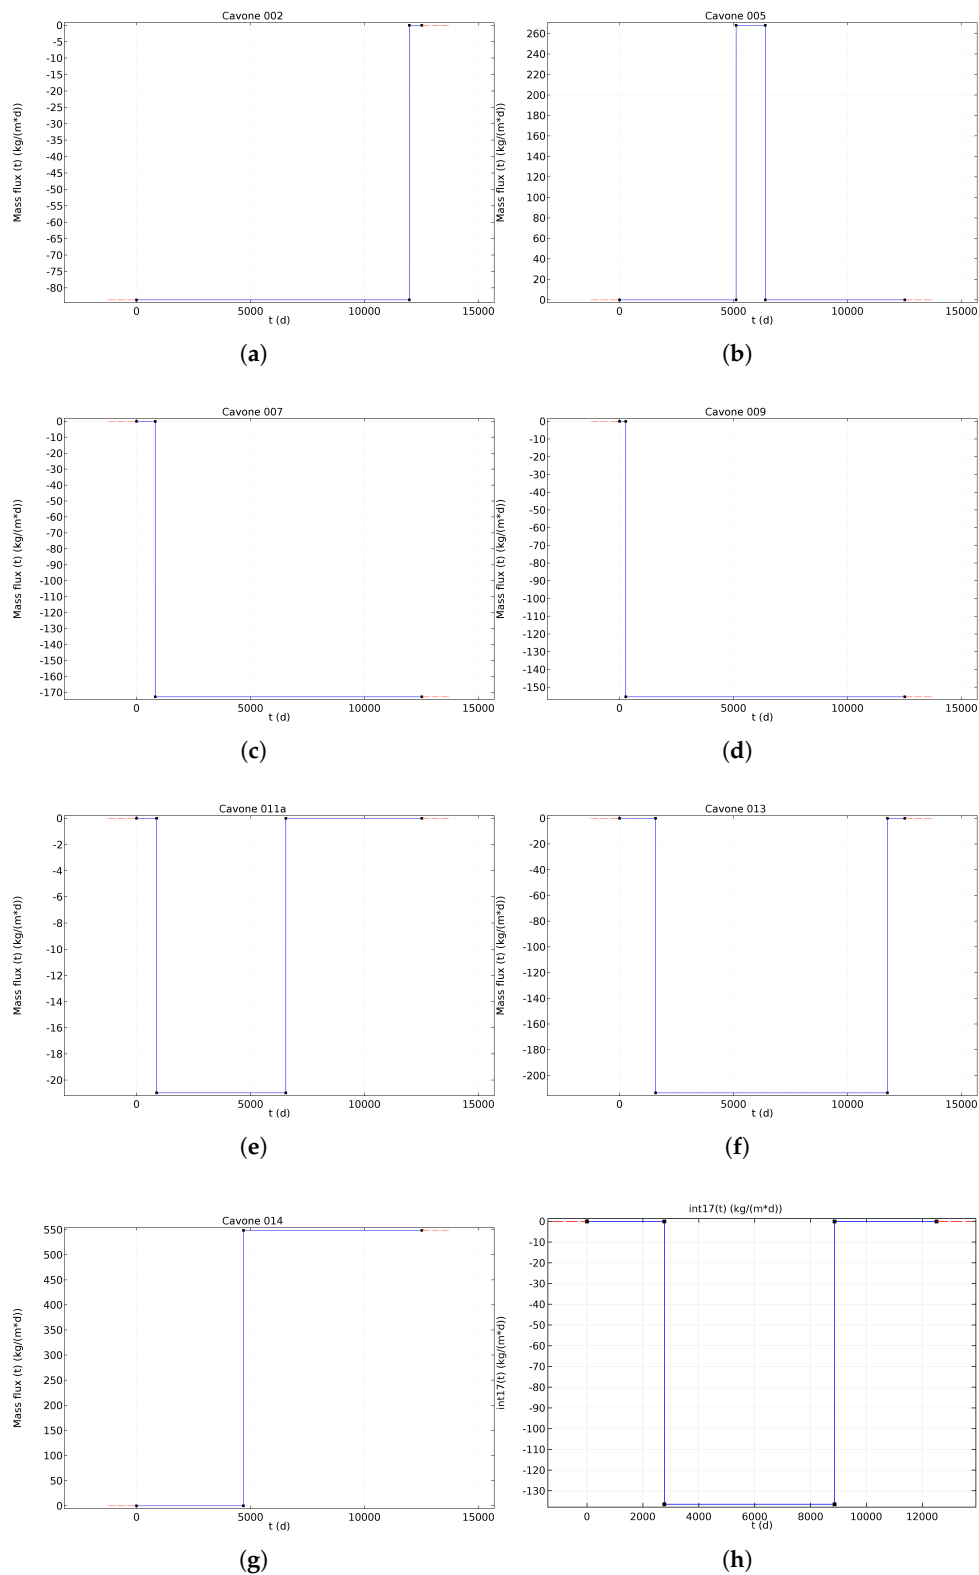 Cavone 002
Mass flux (t) (kg/(m*d))
0
-5
-10
-15
-20
-25
-30
-35
-40
-45
-50
-55
-60
-65
-70
-75
-80
0 5000 10000 15000
t (d)
(a)
Cavone 005
Mass flux (t) (kg/(m*d))
260
240
220
200
180
160
140
120
100
80
60
40
20
0
0 5000 10000 15000
t (d)
(b)
Cavone 007
Mass flux (t) (kg/(m*d))
0
-10
-20
-30
-40
-50
-60
-70
-80
-90
-100
-110
-120
-130
-140
-150
-160
-170
0 5000 10000 15000
t (d)
(c)
Cavone 009
Mass flux (t) (kg/(m*d))
0
-10
-20
-30
-40
-50
-60
-70
-80
-90
-100
-110
-120
-130
-140
-150
0 5000 10000 15000
t (d)
(d)
Cavone 011a
Mass flux (t) (kg/(m*d))
0
-2
-4
-6
-8
-10
-12
-14
-16
-18
-20
0 5000 10000 15000
t (d)
(e)
Cavone 013
Mass flux (t) (kg/(m*d))
0
-20
-40
-60
-80
-100
-120
-140
-160
-180
-200
0 5000 10000 15000
t (d)
(f)
Cavone 014
Mass flux (t) (kg/(m*d))
550
500
450
400
350
300
250
200
150
100
50
0
0 5000 10000 15000
t (d)
(g)
int17(t) (kg/(m*d))
int17(t) (kg/(m*d))
0
-10
-20
-30
-40
-50
-60
-70
-80
-90
-100
-110
-120
-130
0 2000 4000 6000 8000 10000 12000
t (d)
(h)